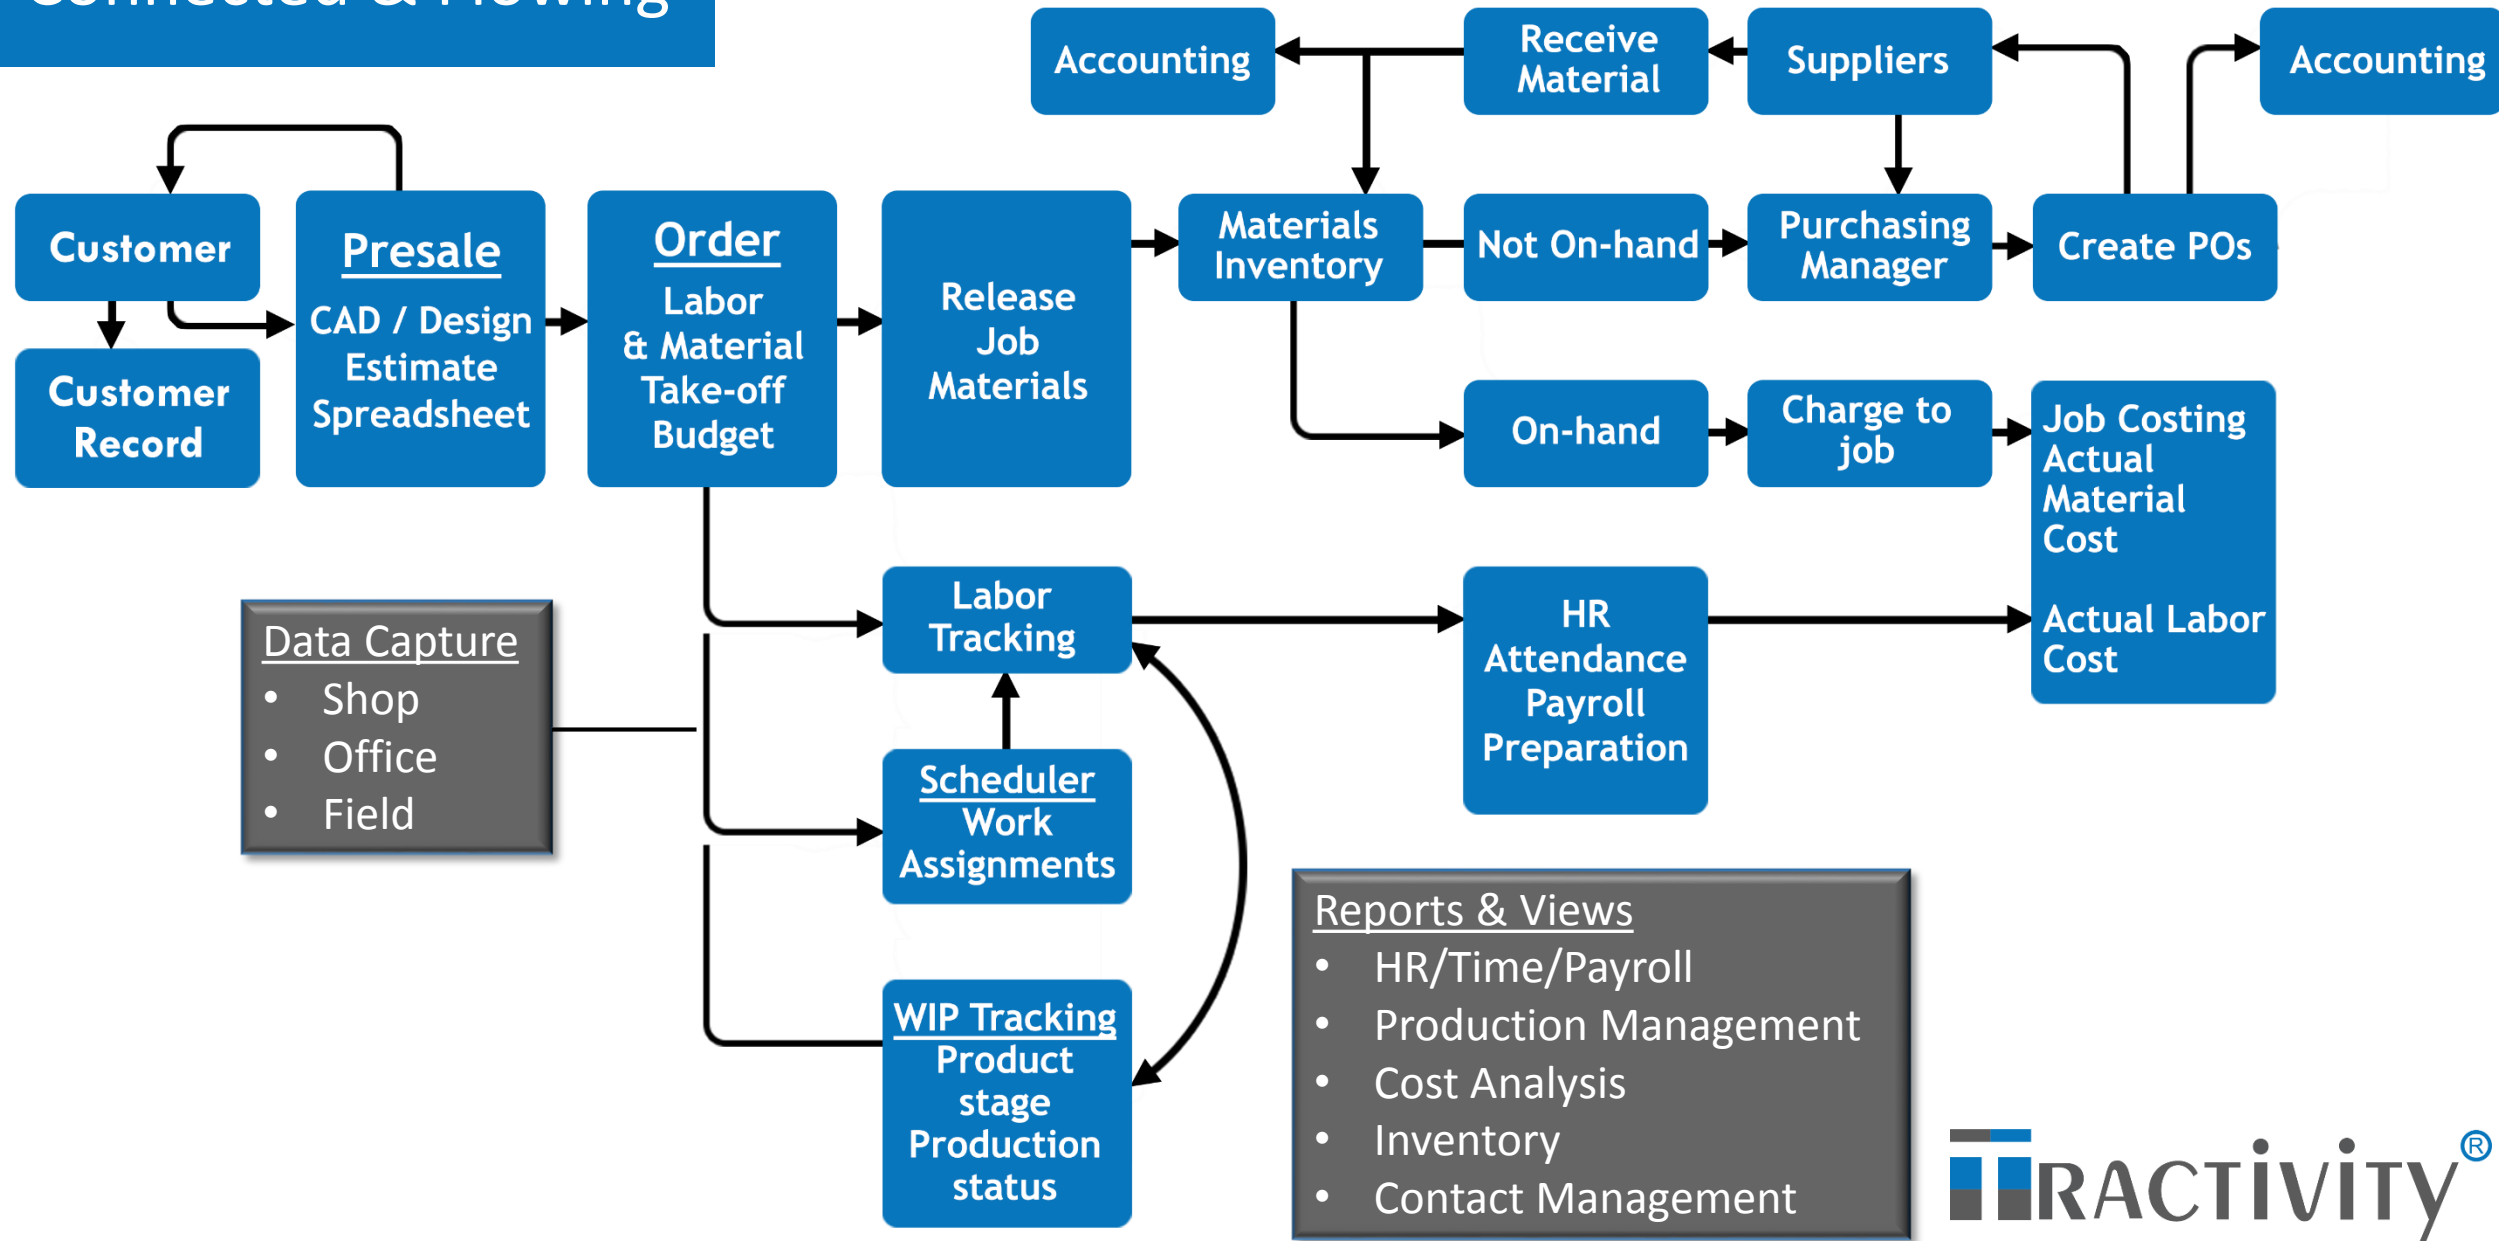 Connected & Flowing
Accounting
Receive
Material
Suppliers
Accounting
Customer
Presale
CAD / Design
Estimate
Spreadsheet
Order
Labor
& Material
Take-off
Budget
Release
Job
Materials
Materials
Inventory
Not On-hand
Purchasing
Manager
Create POs
Customer
Record
On-hand
Charge to
job
Job Costing
Actual
Material
Cost
Actual Labor
Cost
Data Capture
• Shop
• Office
• Field
Labor
Tracking
HR
Attendance
Payroll
Preparation
Scheduler
Work
Assignments
WIP Tracking
Product
stage
Production
status
Reports & Views
• HR/Time/Payroll
• Production Management
• Cost Analysis
• Inventory
• Contact Management
TRACTiViTy®